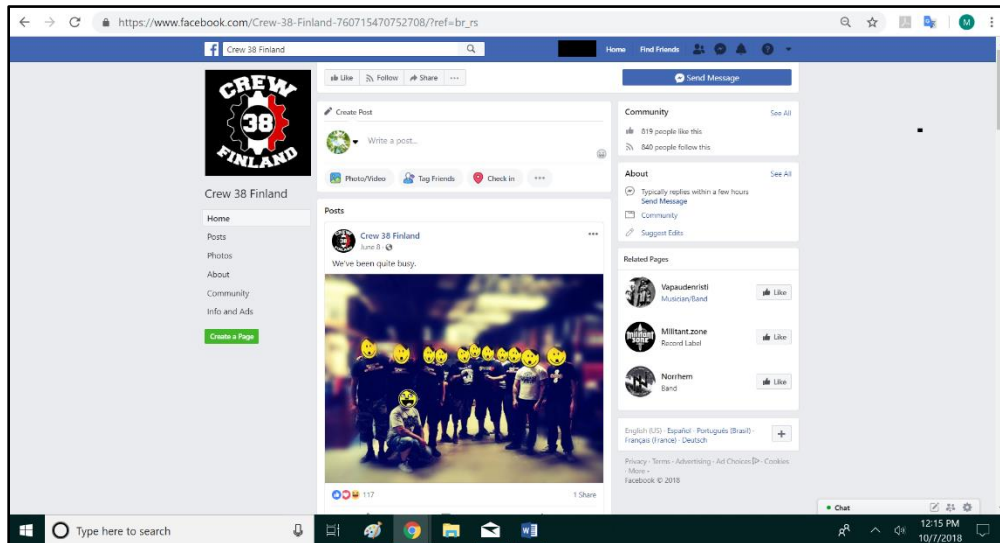 https://www.facebook.com/Crew-38-Finland-760715470752708/?ref=br_rs
M
Crew 38 Finland
Home Find Friends
CREW
38
FINLAND
Crew 38 Finland
Home
Posts
Photos
About
Community
Info and Ads
Create a Page
Like Follow Share
Create Post
Write a post...
Photo/Video Tag Friends Check in
Posts
Crew 38 Finland
June 8
We've been quite busy.
117 1 Share
Send Message
Community See All
819 people like this
840 people follow this
About See All
Typically replies within a few hours
Send Message
Community
Suggest Edits
Related Pages
Vapaudenristi
Musician/Band
Like
militant
zone
Militant.zone
Record Label
Like
Norrhem
Band
Like
English (US) · Español · Português (Brasil) ·
Français (France) · Deutsch
Privacy · Terms · Advertising · Ad Choices · Cookies
· More
Facebook © 2018
Chat
Type here to search
12:15 PM
10/7/2018